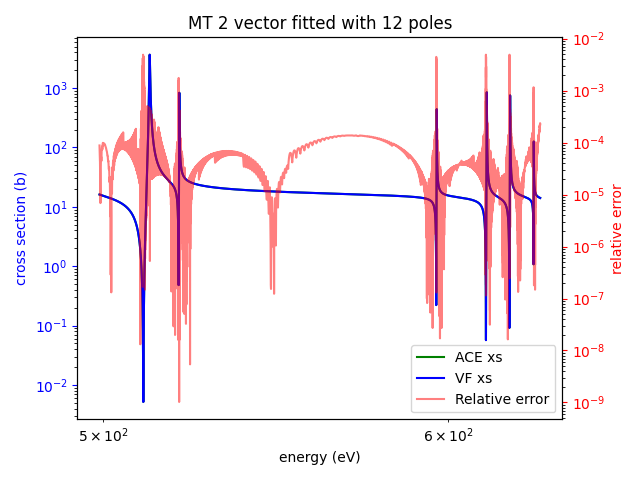 MT 2 vector fitted with 12 poles
cross section (b)
10³
10²
10¹
10⁰
10⁻¹
10⁻²
10⁻²
10⁻³
10⁻⁴
10⁻⁵
10⁻⁶
10⁻⁷
10⁻⁸
10⁻⁹
relative error
ACE xs
VF xs
Relative error
5 × 10²
6 × 10²
energy (eV)